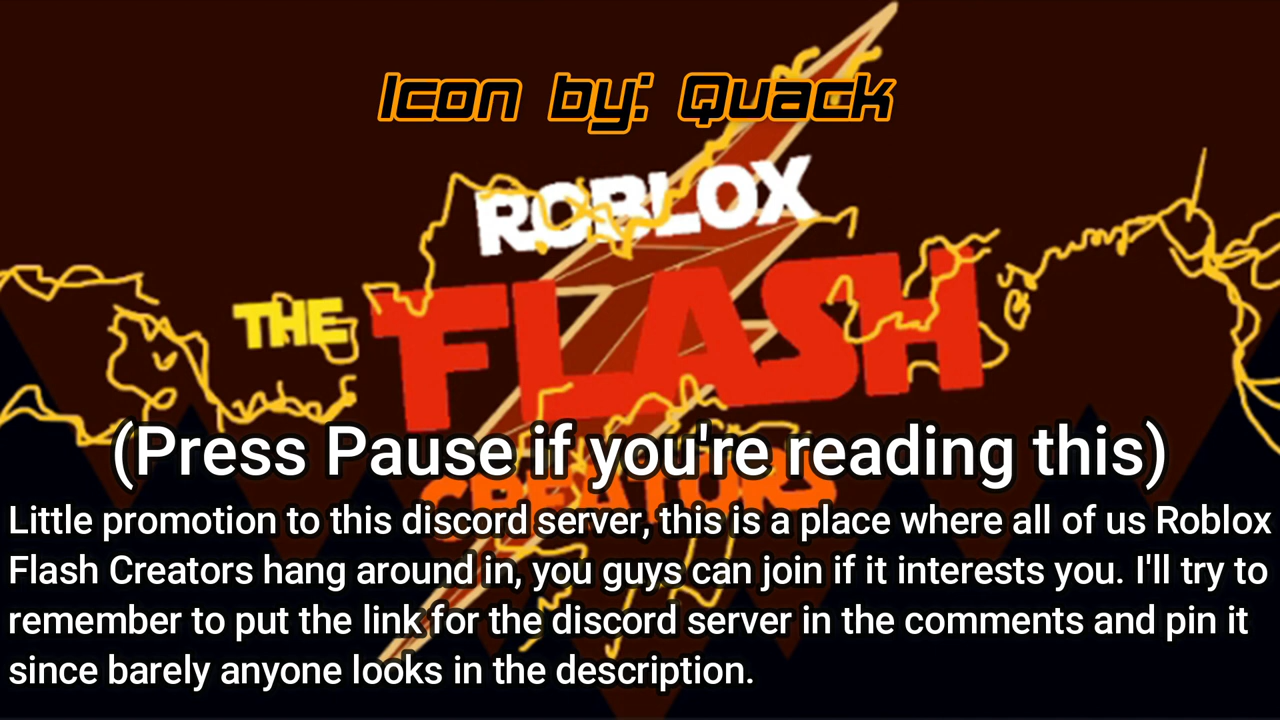 Icon by: Quack
ROBLOX
THE FLASH
(Press Pause if you're reading this)
CREATORS
Little promotion to this discord server, this is a place where all of us Roblox
Flash Creators hang around in, you guys can join if it interests you. I'll try to
remember to put the link for the discord server in the comments and pin it
since barely anyone looks in the description.